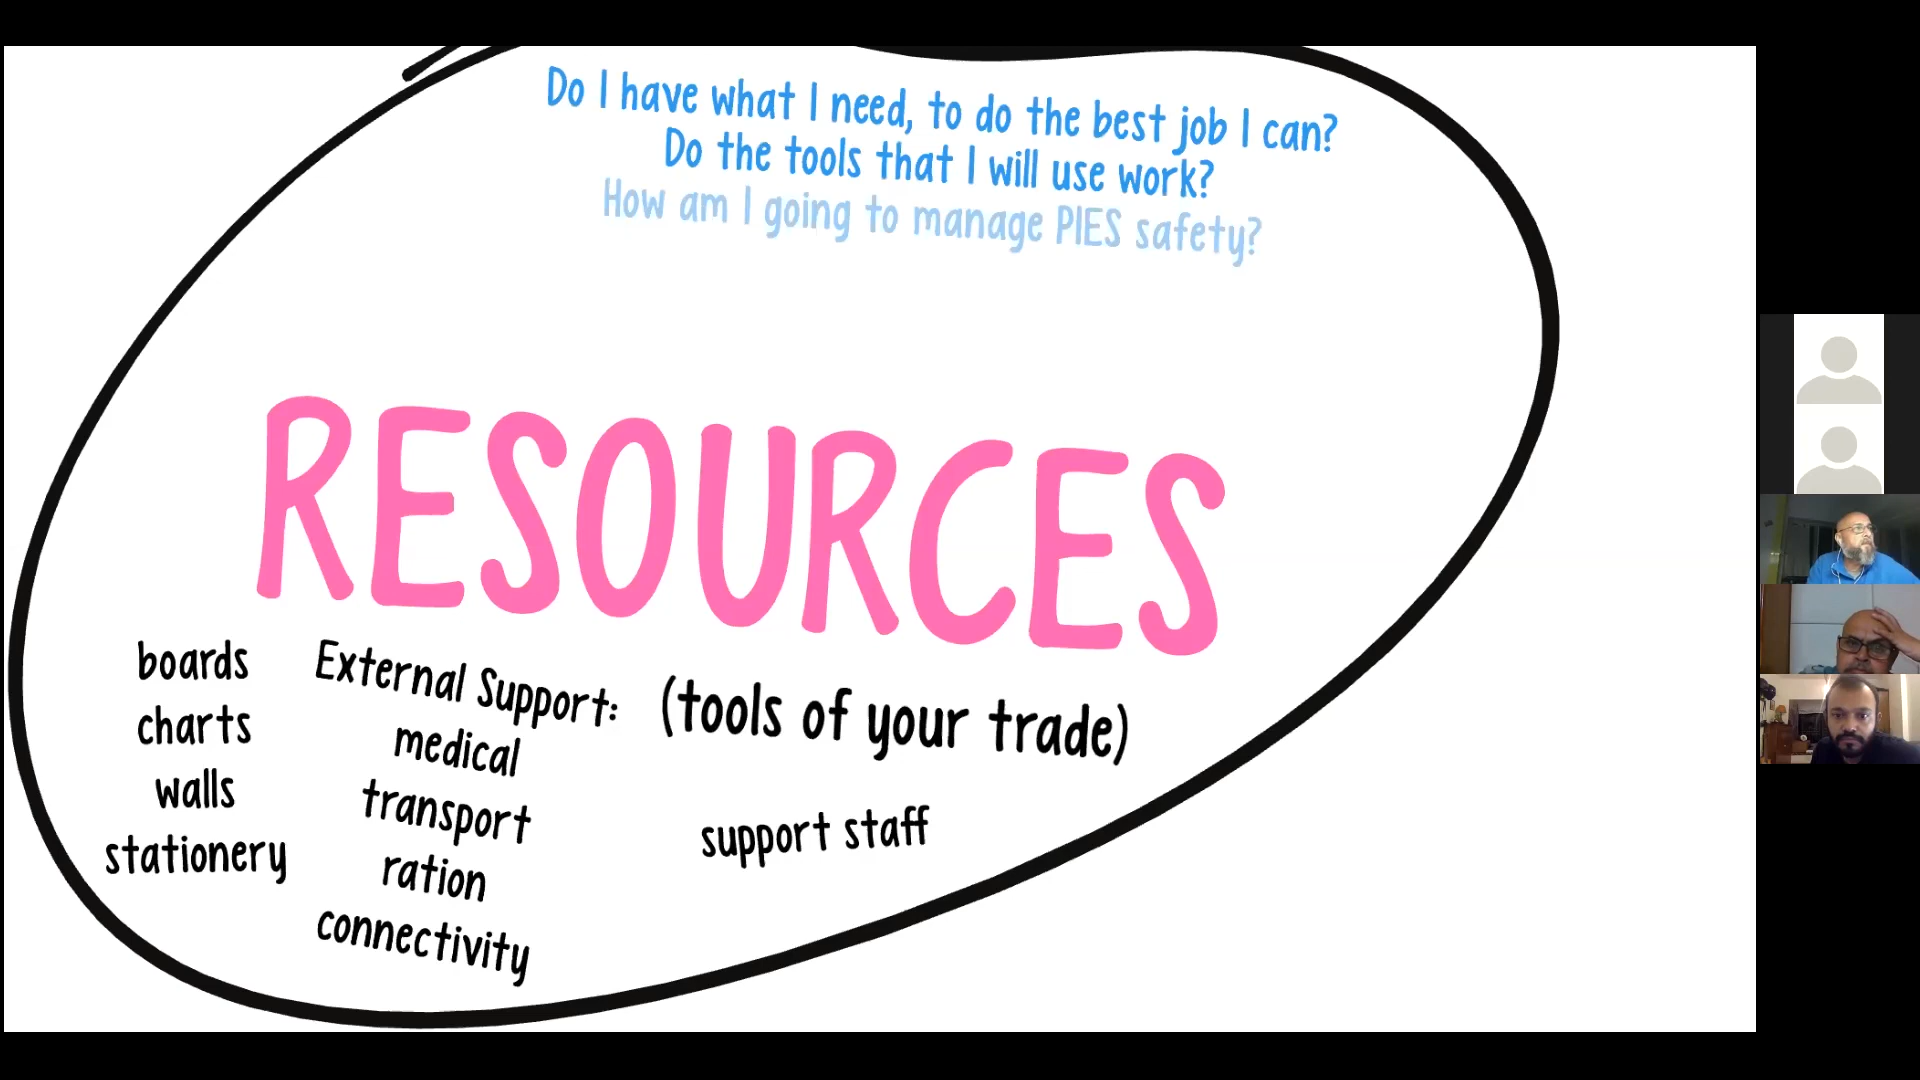 Do I have what I need, to do the best job I can?
Do the tools that I will use work?
How am I going to manage PIES safety?
RESOURCES
(tools of your trade)
boards
charts
walls
stationery
External Support:
medical
transport
ration
connectivity
support staff